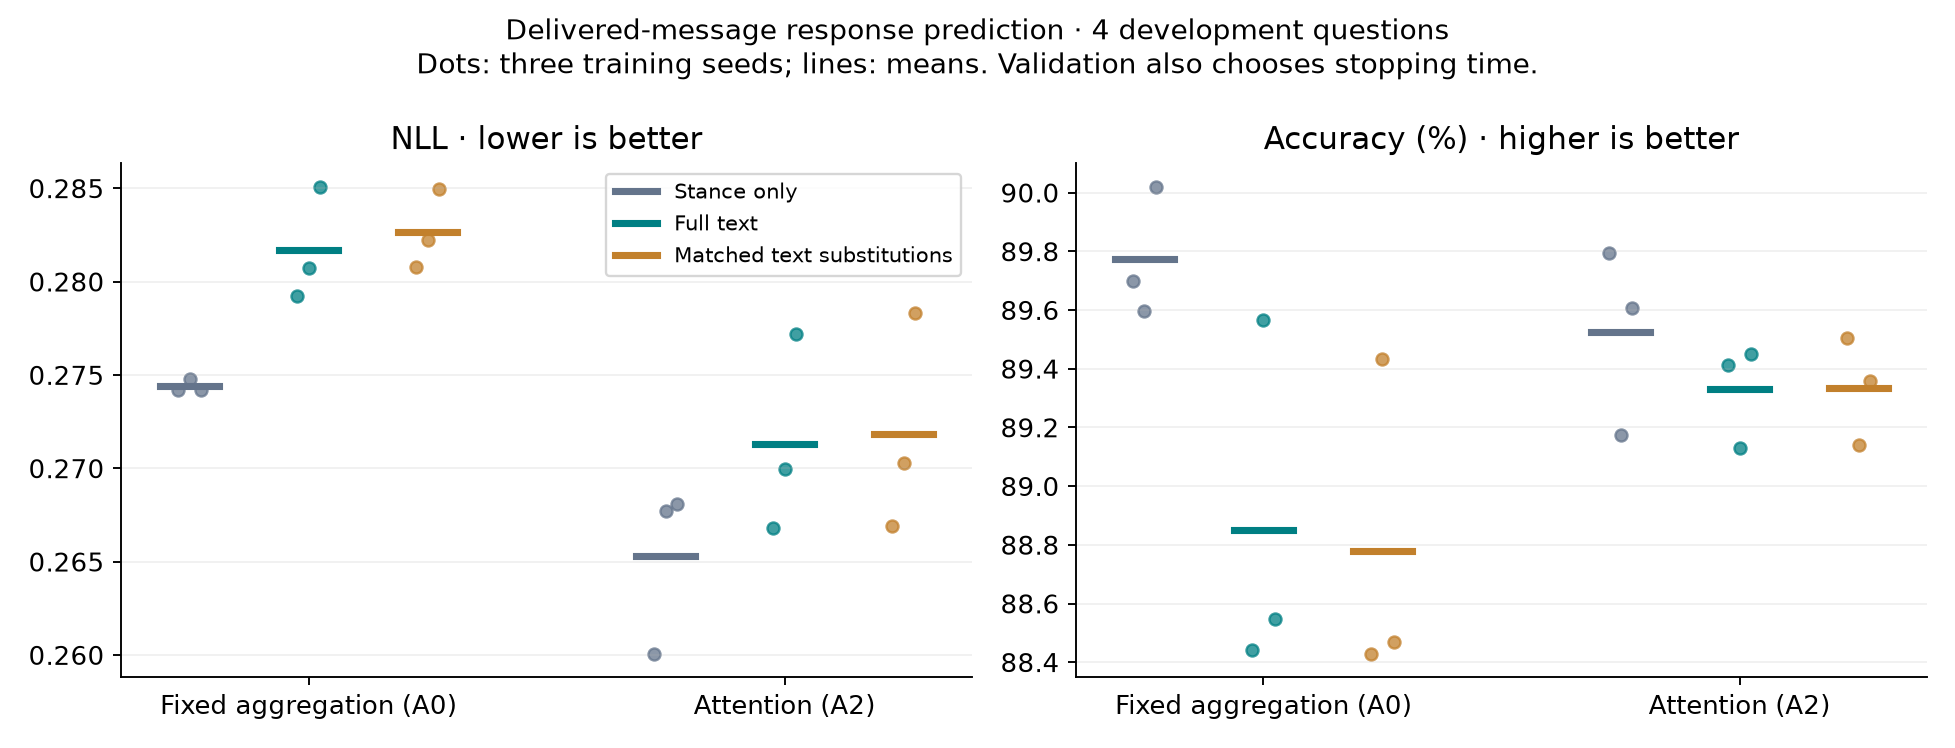 Delivered-message response prediction · 4 development questions
Dots: three training seeds; lines: means. Validation also chooses stopping time.
NLL · lower is better
0.285
0.280
0.275
0.270
0.265
0.260
Stance only
Full text
Matched text substitutions
Fixed aggregation (A0)
Attention (A2)
Accuracy (%) · higher is better
90.0
89.8
89.6
89.4
89.2
89.0
88.8
88.6
88.4
Fixed aggregation (A0)
Attention (A2)